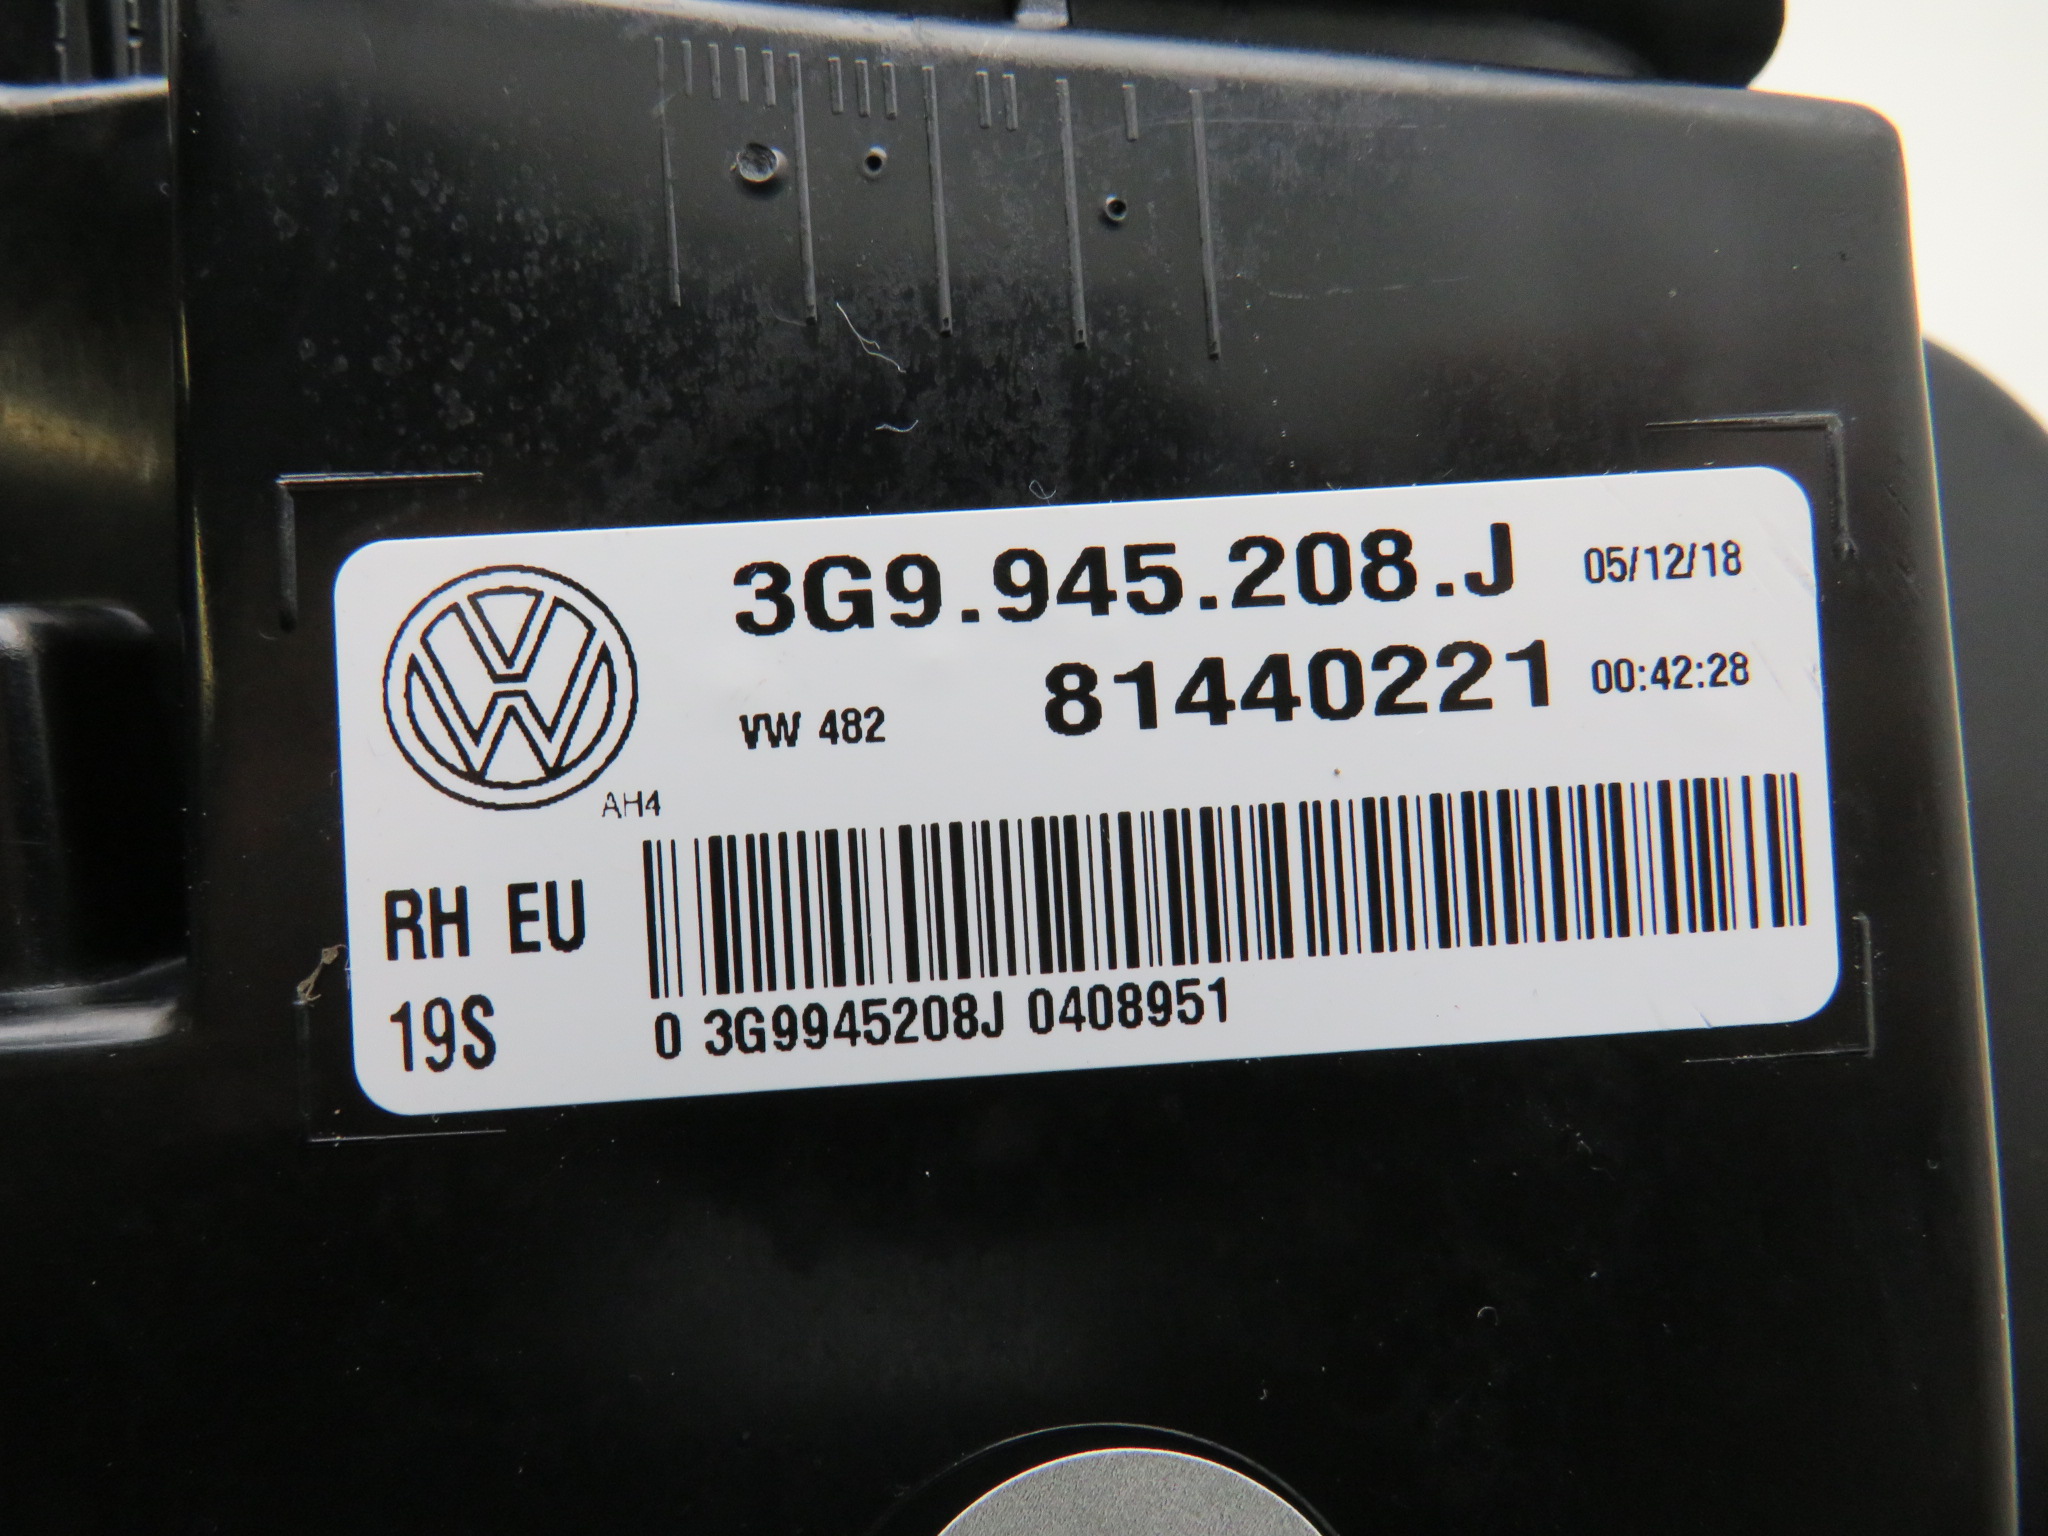 3G9.945.208.J 05/12/18
VW 482 81440221 00:42:28
AH4
RH EU
19S
0 3G9945208J 0408951